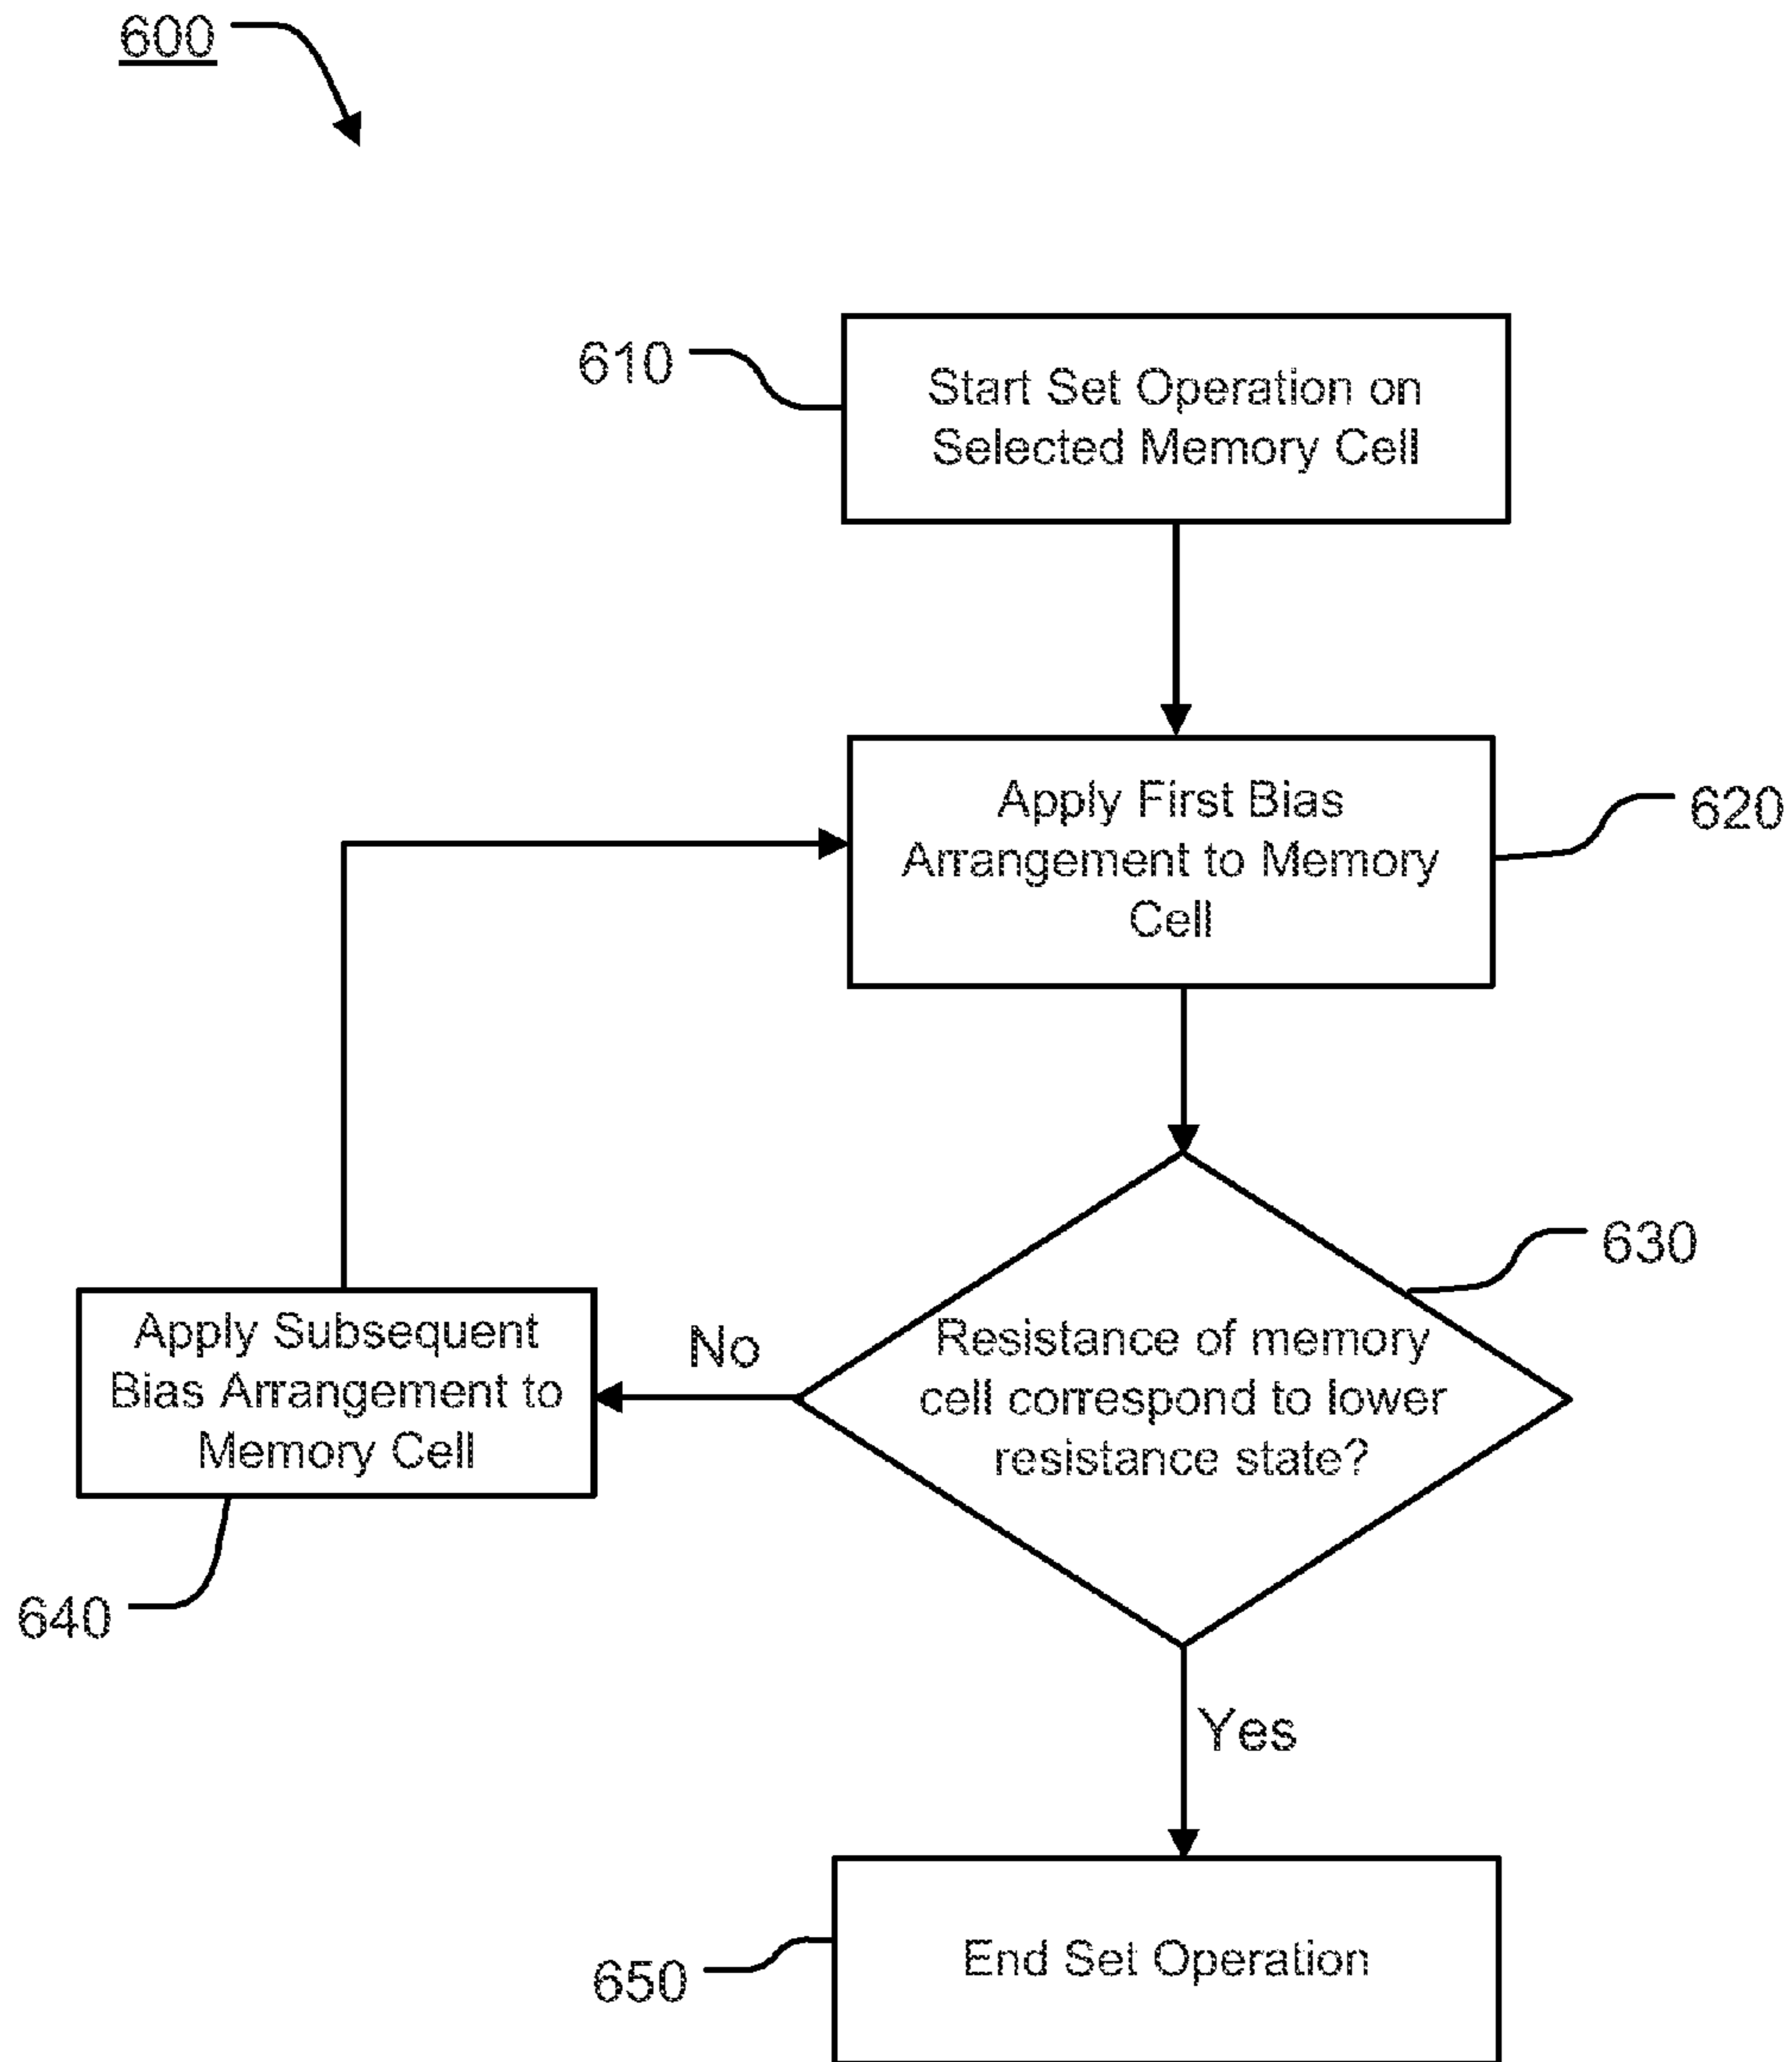 600
610
Start Set Operation on
Selected Memory Cell
Apply First Bias
Arrangement to Memory
Cell
620
630
Resistance of memory
cell correspond to lower
resistance state?
No
Apply Subsequent
Bias Arrangement to
Memory Cell
640
Yes
650
End Set Operation